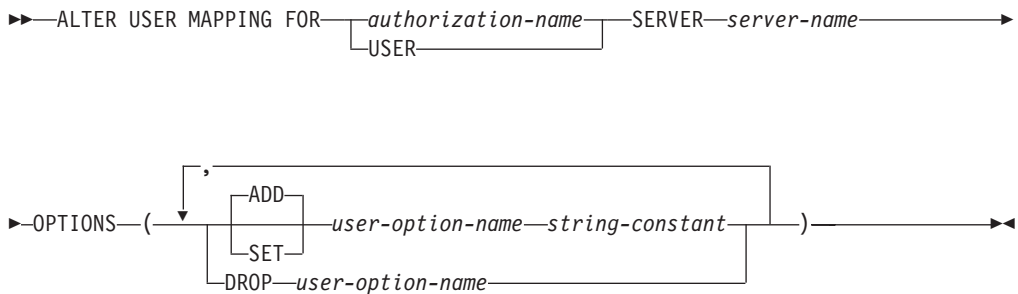 ALTER USER MAPPING FOR authorization-name SERVER server-name
USER
,
ADD
OPTIONS ( user-option-name string-constant )
SET
DROP user-option-name